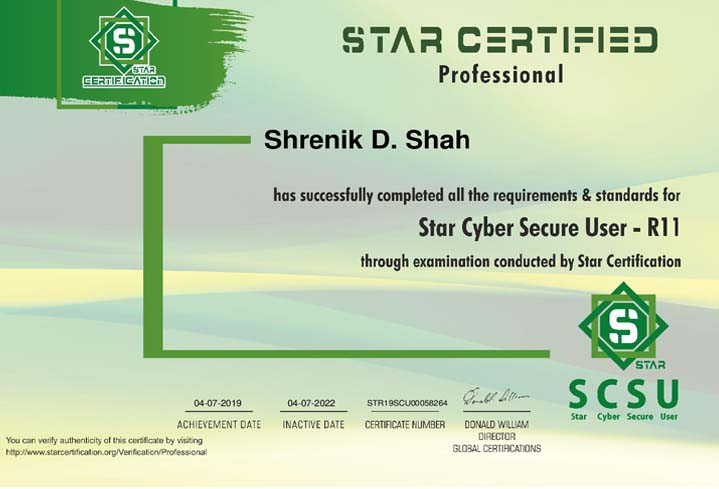 STAR
CERTIFICATION
STAR CERTIFIED
Professional
Shrenik D. Shah
has successfully completed all the requirements & standards for
Star Cyber Secure User - R11
through examination conducted by Star Certification
STAR
SCSU
Star Cyber Secure User
04-07-2019 04-07-2022 STR19SCU00058264
ACHIEVEMENT DATE INACTIVE DATE CERTIFICATE NUMBER DONALD WILLIAM
DIRECTOR
GLOBAL CERTIFICATIONS
You can verify authenticity of this certificate by visiting
http://www.starcertification.org/Verification/Professional